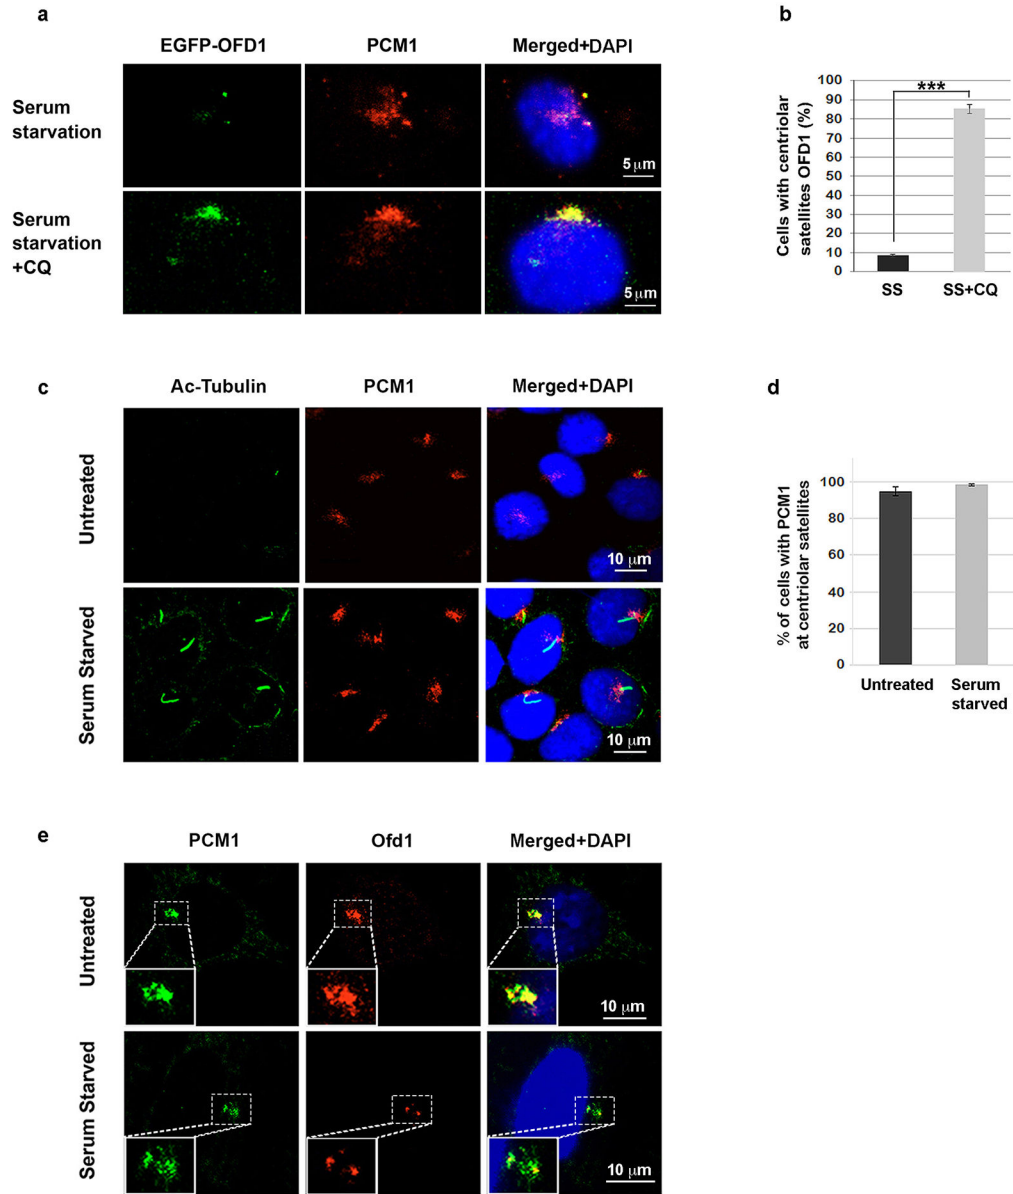 a
EGFP-OFD1 PCM1 Merged+DAPI
Serum
starvation
5 μm
Serum
starvation
+CQ
5 μm
b
Cells with centriolar
satellites OFD1 (%)
100
90
80
70
60
50
40
30
20
10
0
***
SS SS+CQ
c
Ac-Tubulin PCM1 Merged+DAPI
Untreated
10 μm
Serum Starved
10 μm
d
% of cells with PCM1
at centriolar satellites
100
80
60
40
20
0
Untreated Serum
starved
e
PCM1 Ofd1 Merged+DAPI
Untreated
10 μm
Serum Starved
10 μm